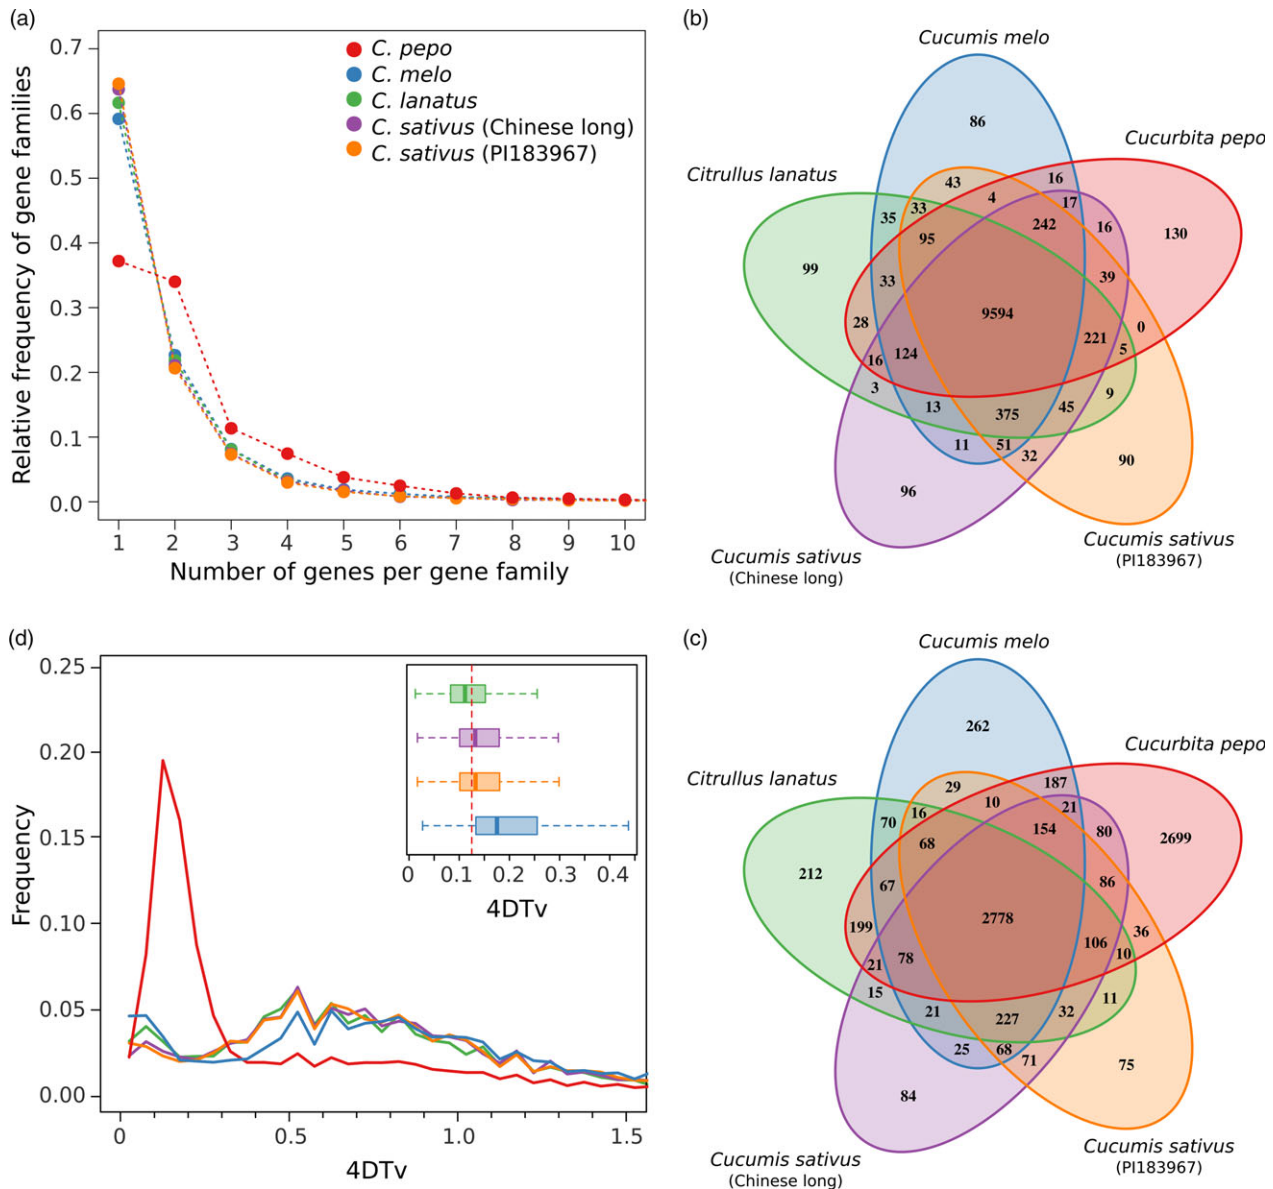 (a)
0.7
0.6
0.5
0.4
0.3
0.2
0.1
0.0
Relative frequency of gene families
C. pepo
C. melo
C. lanatus
C. sativus (Chinese long)
C. sativus (PI183967)
1 2 3 4 5 6 7 8 9 10
Number of genes per gene family
(b)
Cucumis melo
Cucurbita pepo
Citrullus lanatus
86
43
4
16
17
16
130
35
33
95
242
99
33
39
9594
28
0
221
5
16
124
3
9
13
375
45
11
51
32
90
96
Cucumis sativus
(Chinese long)
Cucumis sativus
(PI183967)
(d)
0.25
0.20
0.15
0.10
0.05
0.00
Frequency
0 0.1 0.2 0.3 0.4
4DTv
0 0.5 1.0 1.5
4DTv
(c)
Cucumis melo
Cucurbita pepo
Citrullus lanatus
262
29
10
187
21
80
2699
70
16
68
154
212
67
86
2778
199
36
106
10
21
78
15
11
21
227
32
25
68
71
75
84
Cucumis sativus
(Chinese long)
Cucumis sativus
(PI183967)